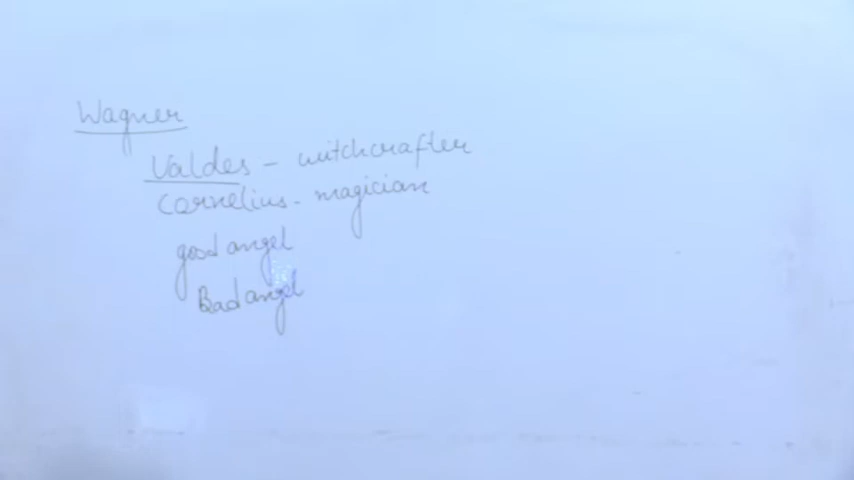 Wagner
Valdes - witchcrafter
Cornelius - magician
good angel
Bad angel